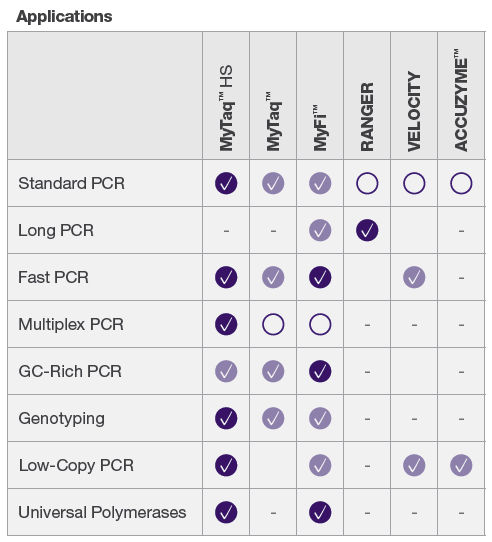 Applications
MyTaq™ HS
MyTaq™
MyFi™
RANGER
VELOCITY
ACCUZYME™
Standard PCR
Long PCR - - -
Fast PCR -
Multiplex PCR - - -
GC-Rich PCR - -
Genotyping - - -
Low-Copy PCR -
Universal Polymerases - - - -